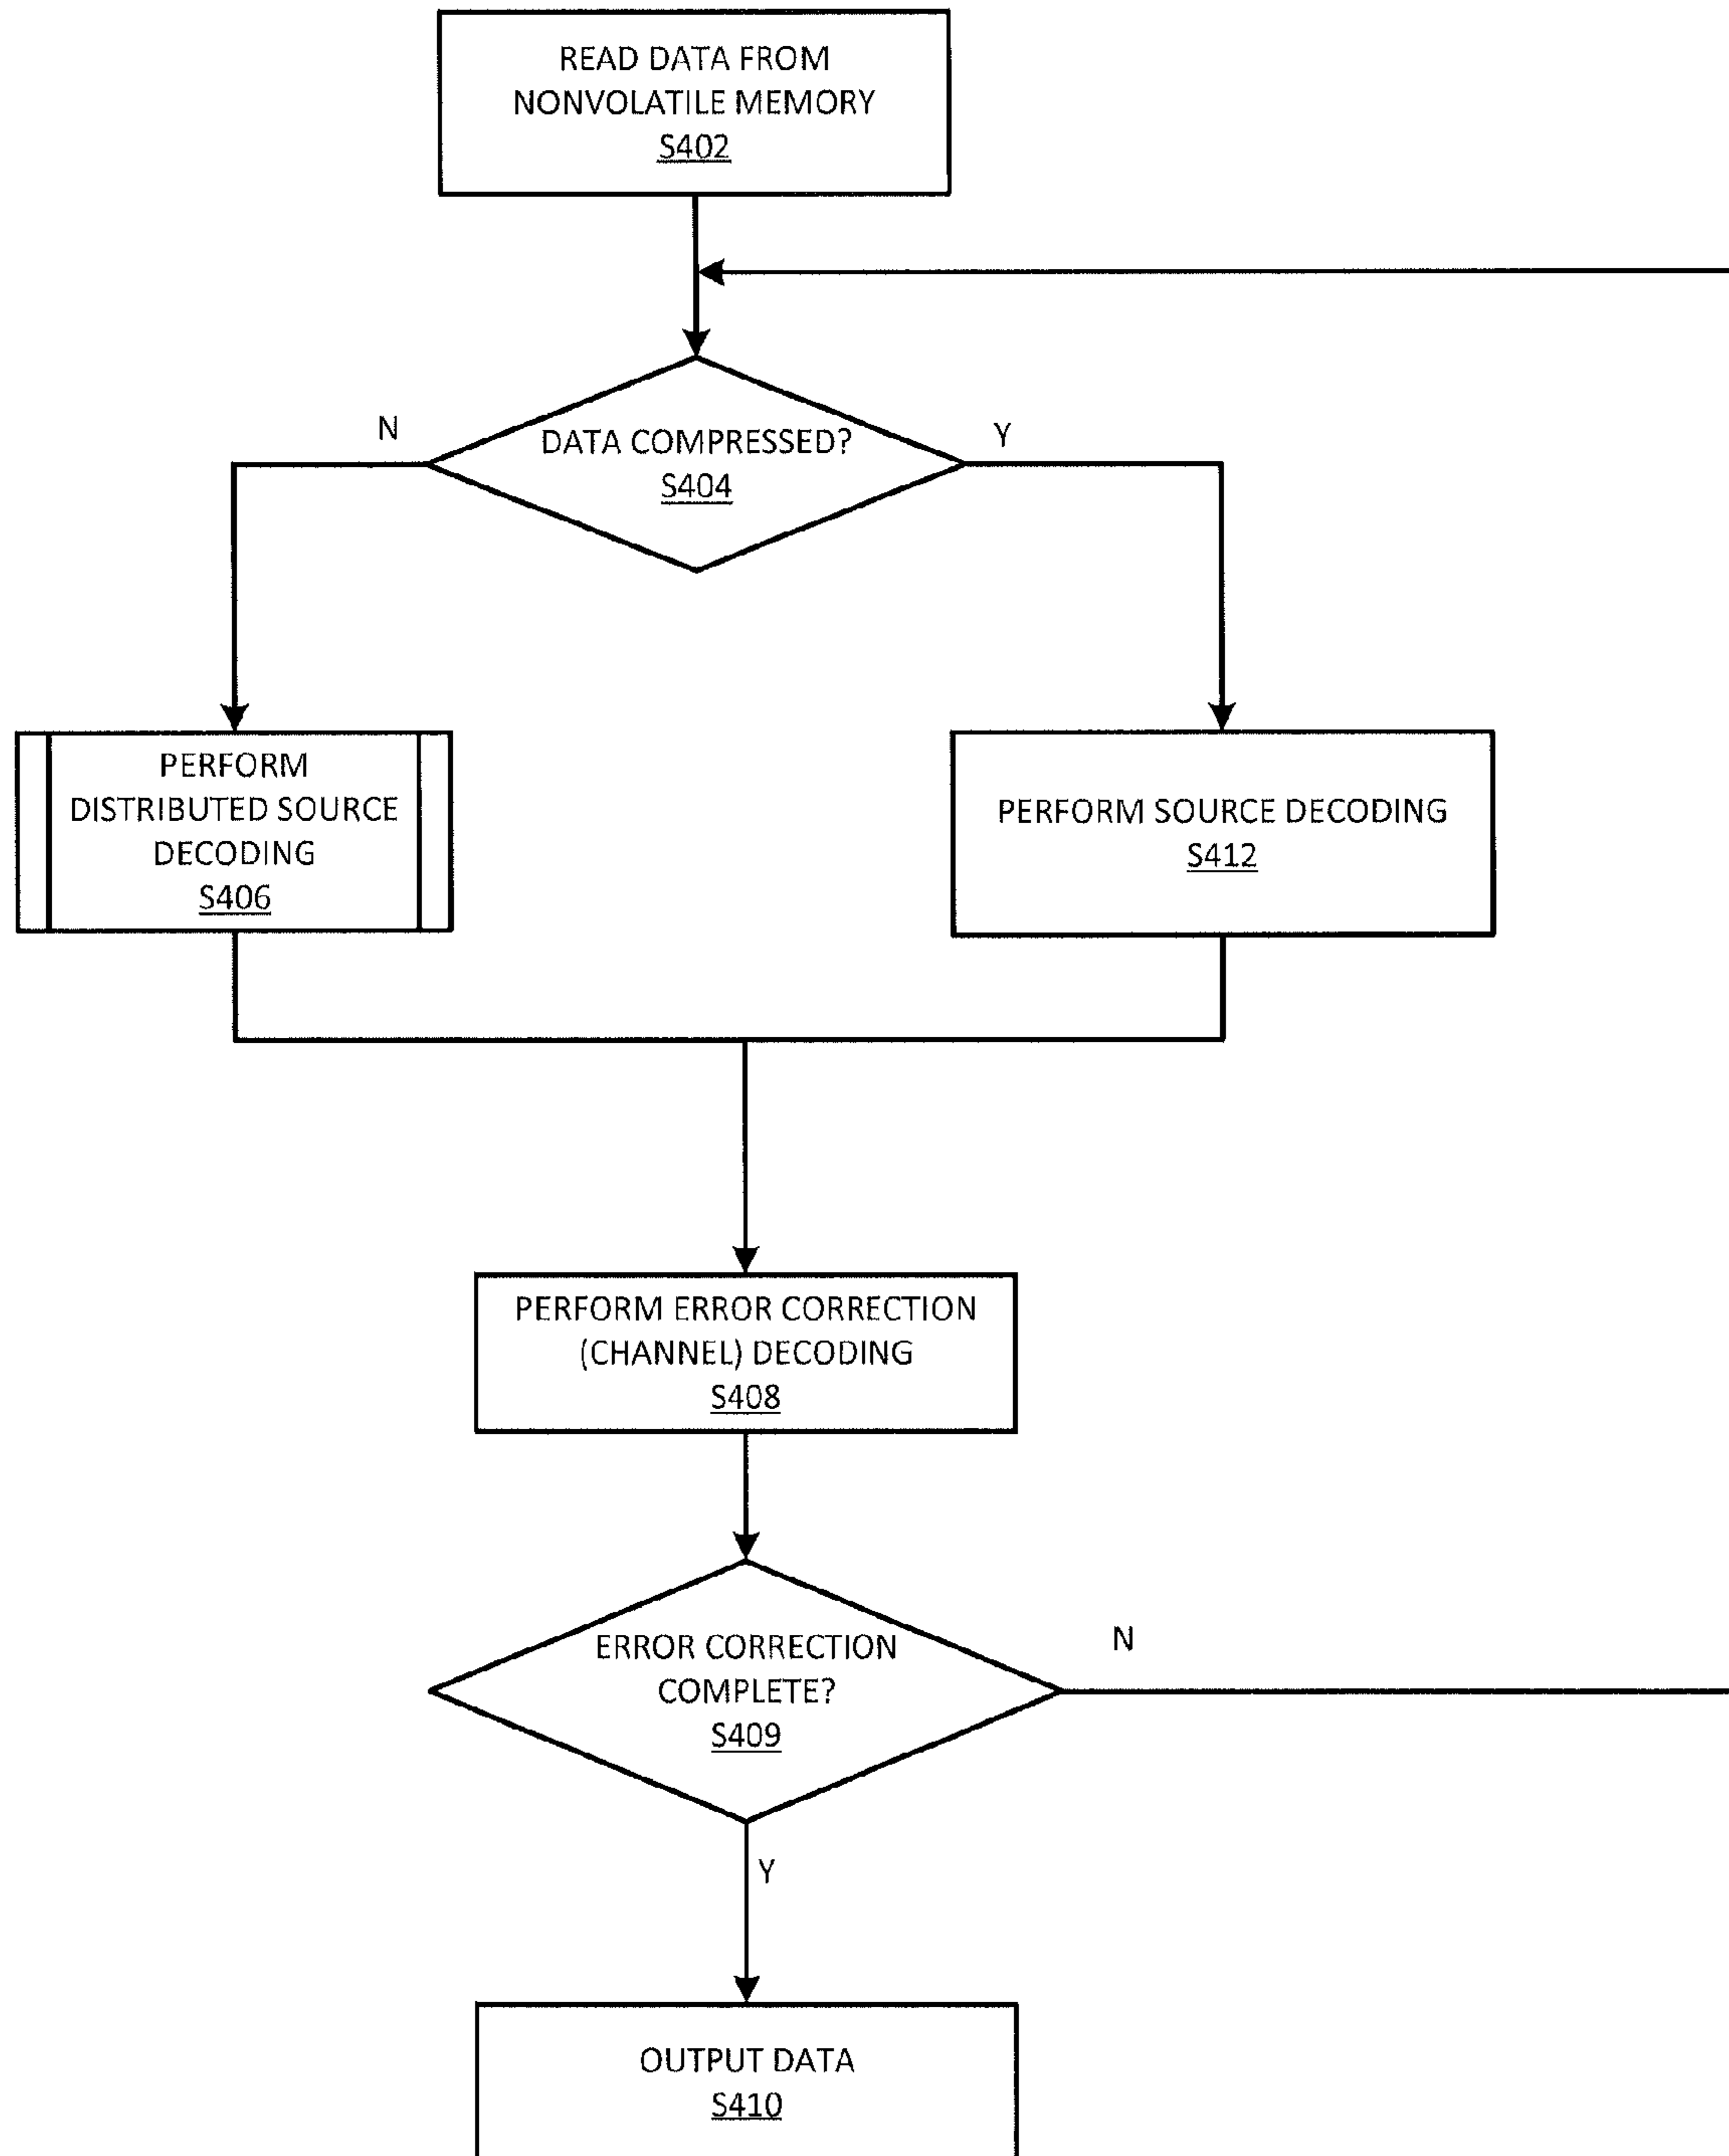 READ DATA FROM
NONVOLATILE MEMORY
S402
DATA COMPRESSED?
S404
N
Y
PERFORM
DISTRIBUTED SOURCE
DECODING
S406
PERFORM SOURCE DECODING
S412
PERFORM ERROR CORRECTION
(CHANNEL) DECODING
S408
ERROR CORRECTION
COMPLETE?
S409
N
Y
OUTPUT DATA
S410